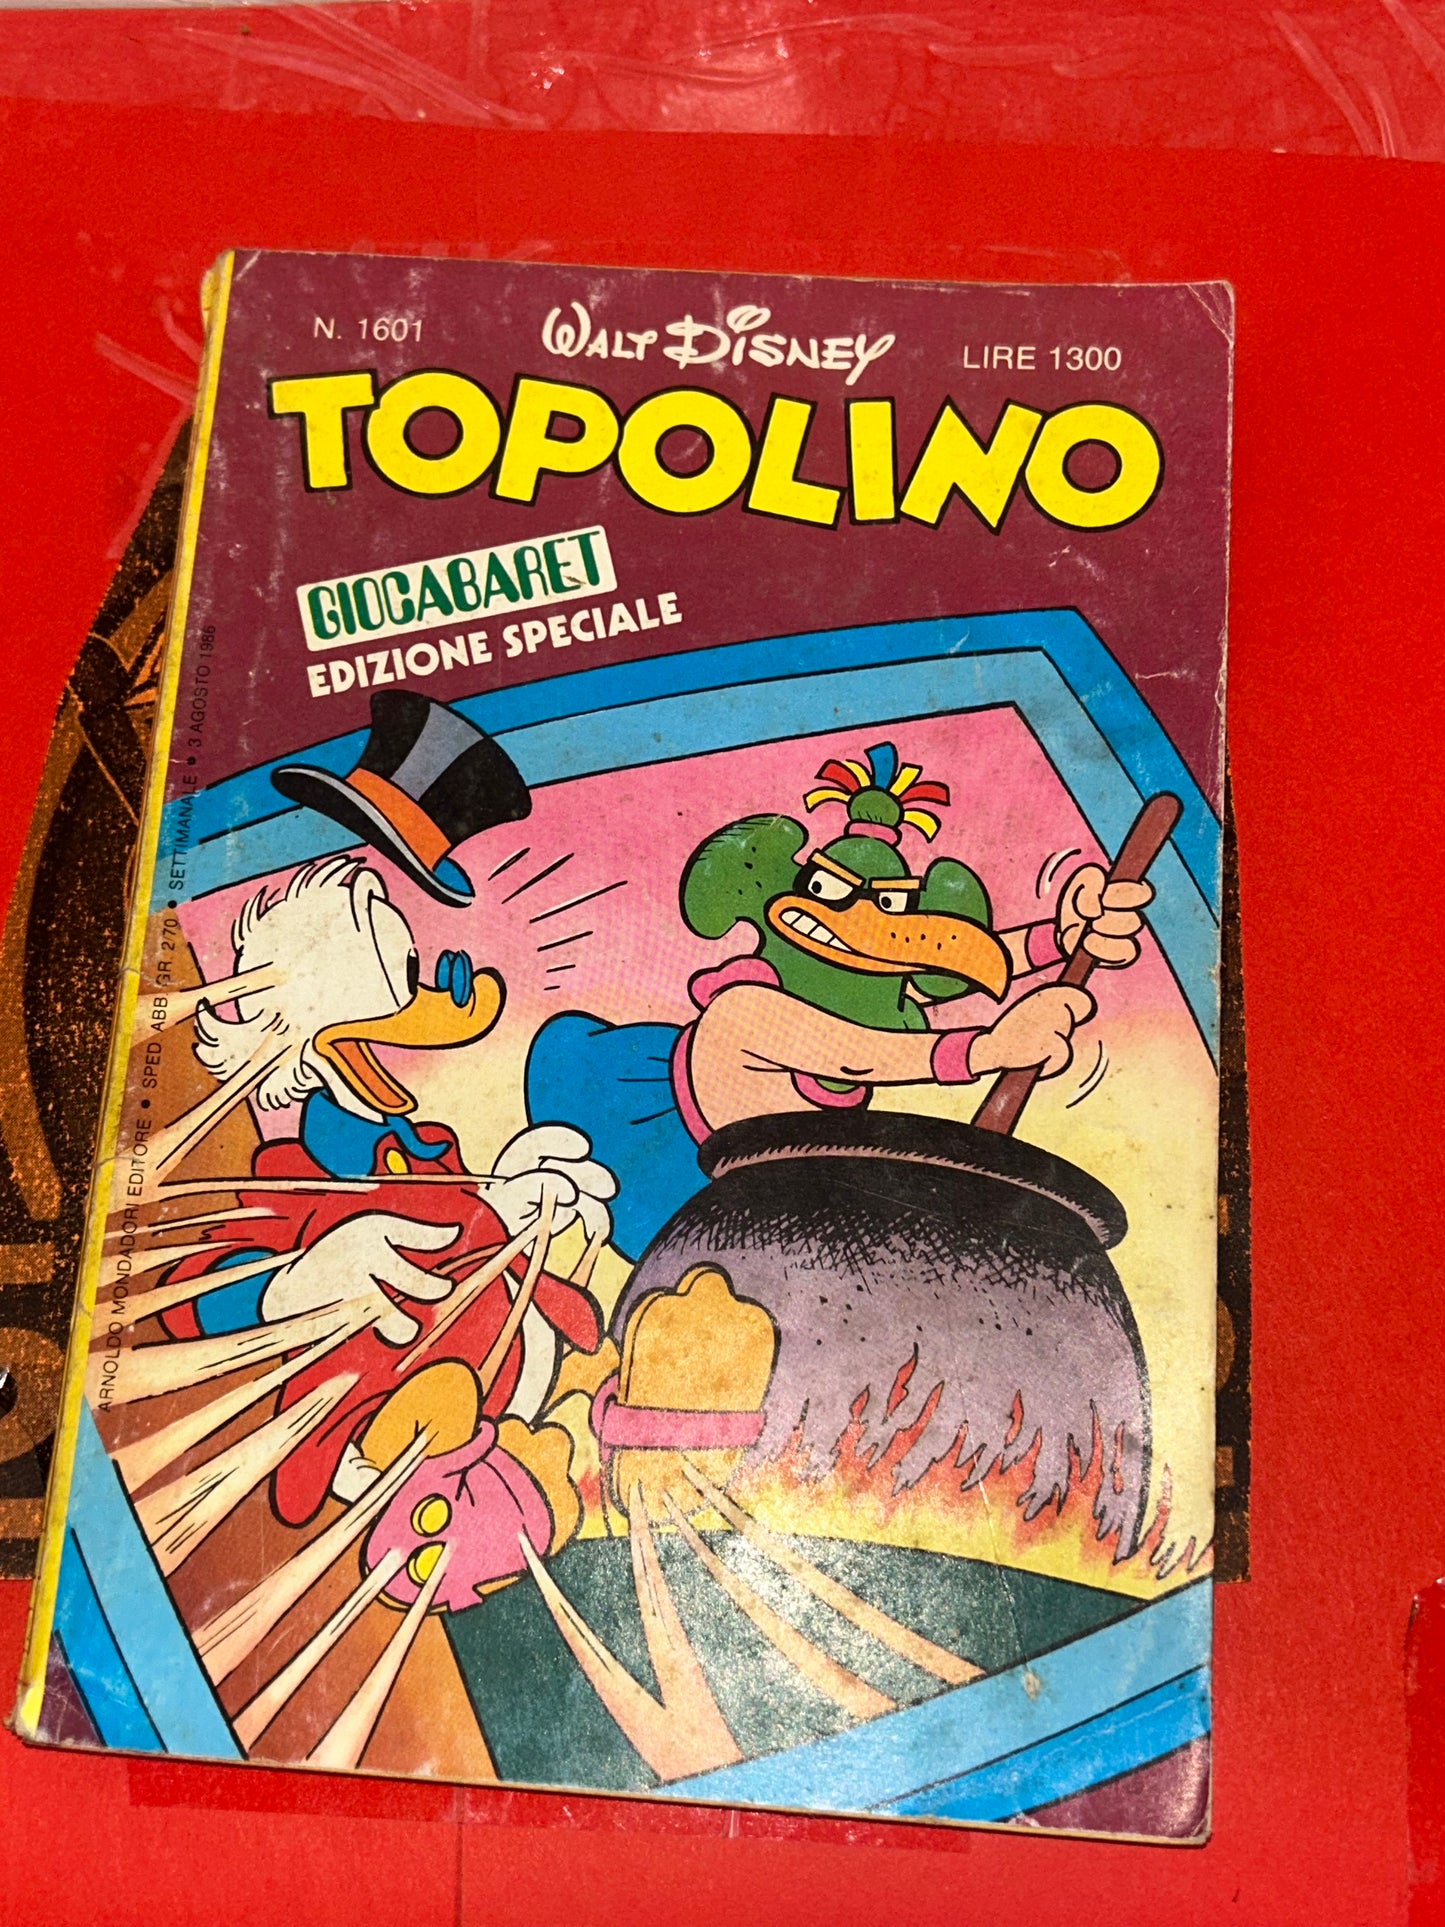 N. 1601
WALT DISNEY
LIRE 1300
TOPOLINO
GIOCABARET
EDIZIONE SPECIALE
ARNOLDO MONDADORI EDITORE • SPED ABB GR 2/70 • SETTIMANALE • 3 AGOSTO 1986